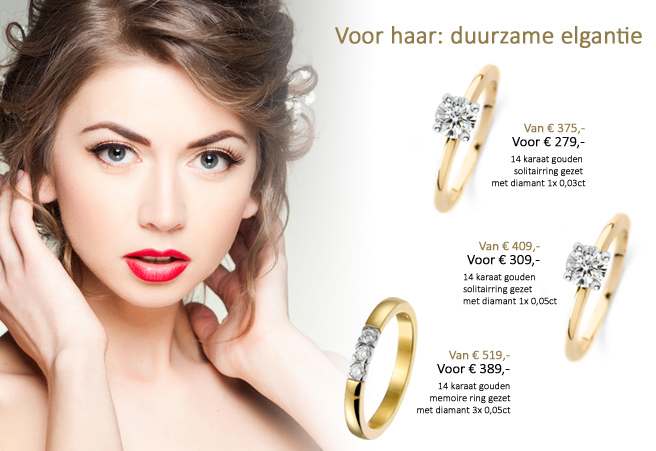 Voor haar: duurzame elgantie
Van € 375,-
Voor € 279,-
14 karaat gouden
solitairring gezet
met diamant 1x 0,03ct
Van € 409,-
Voor € 309,-
14 karaat gouden
solitairring gezet
met diamant 1x 0,05ct
Van € 519,-
Voor € 389,-
14 karaat gouden
memoire ring gezet
met diamant 3x 0,05ct